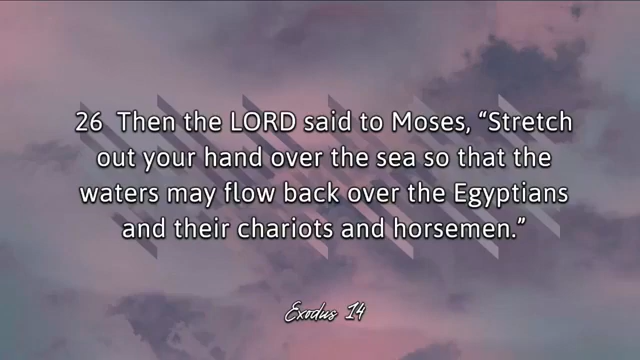 26  Then the LORD said to Moses, “Stretch
out your hand over the sea so that the
waters may flow back over the Egyptians
and their chariots and horsemen.”
Exodus 14